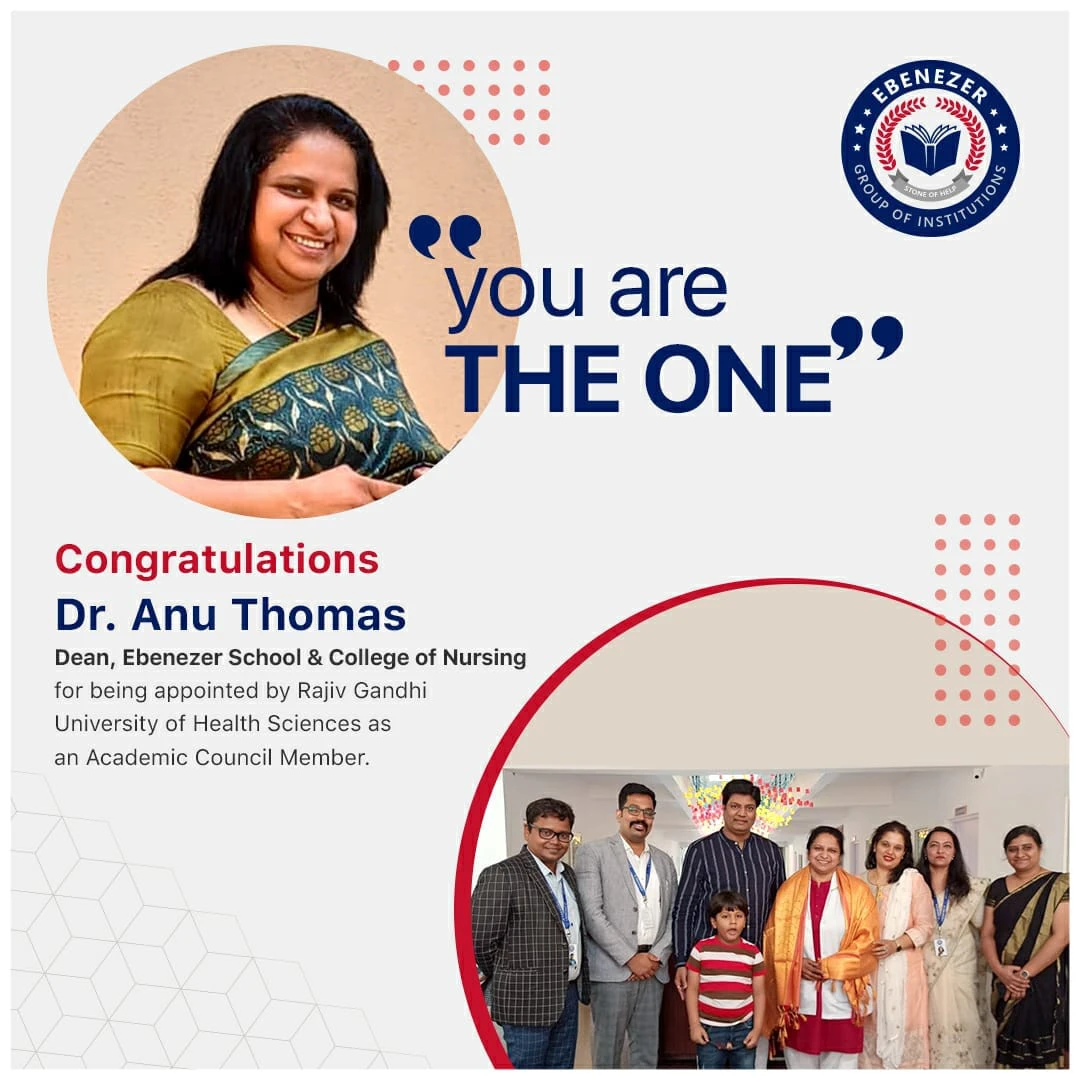 EBENEZER
GROUP OF INSTITUTIONS
STONE OF HELP
❟❟you are
THE ONE❜❜
Congratulations
Dr. Anu Thomas
Dean, Ebenezer School & College of Nursing
for being appointed by Rajiv Gandhi
University of Health Sciences as
an Academic Council Member.